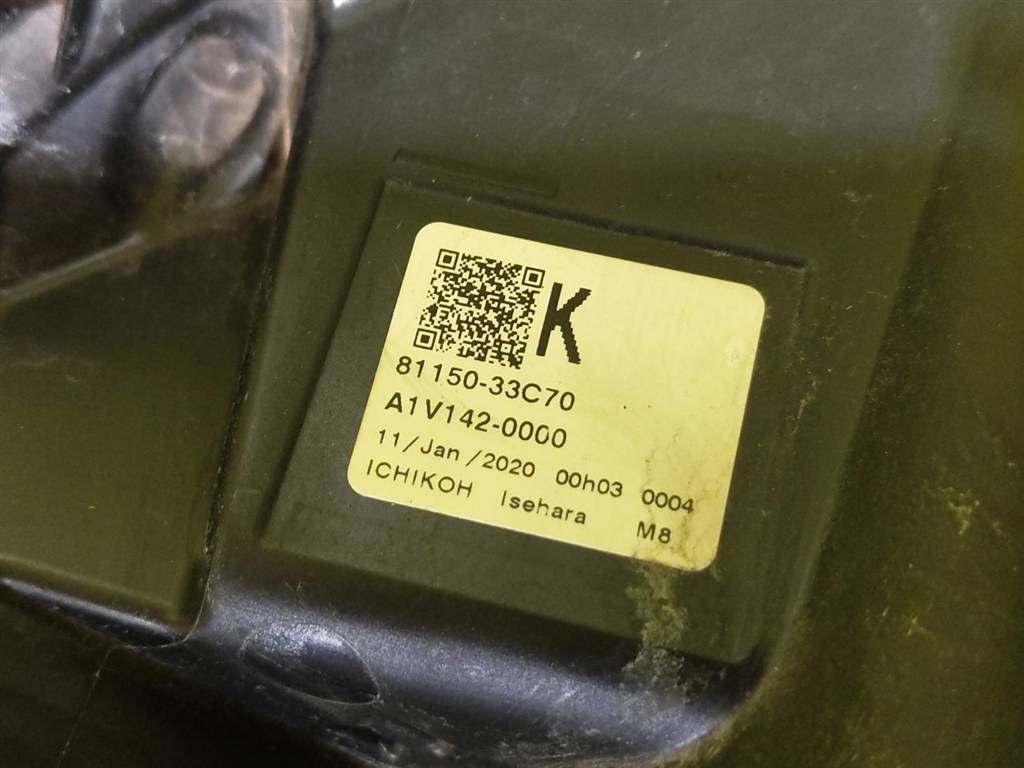 K
81150-33C70
A1V142-0000
11/Jan/2020 00h03 0004
ICHIKOH Isehara M8